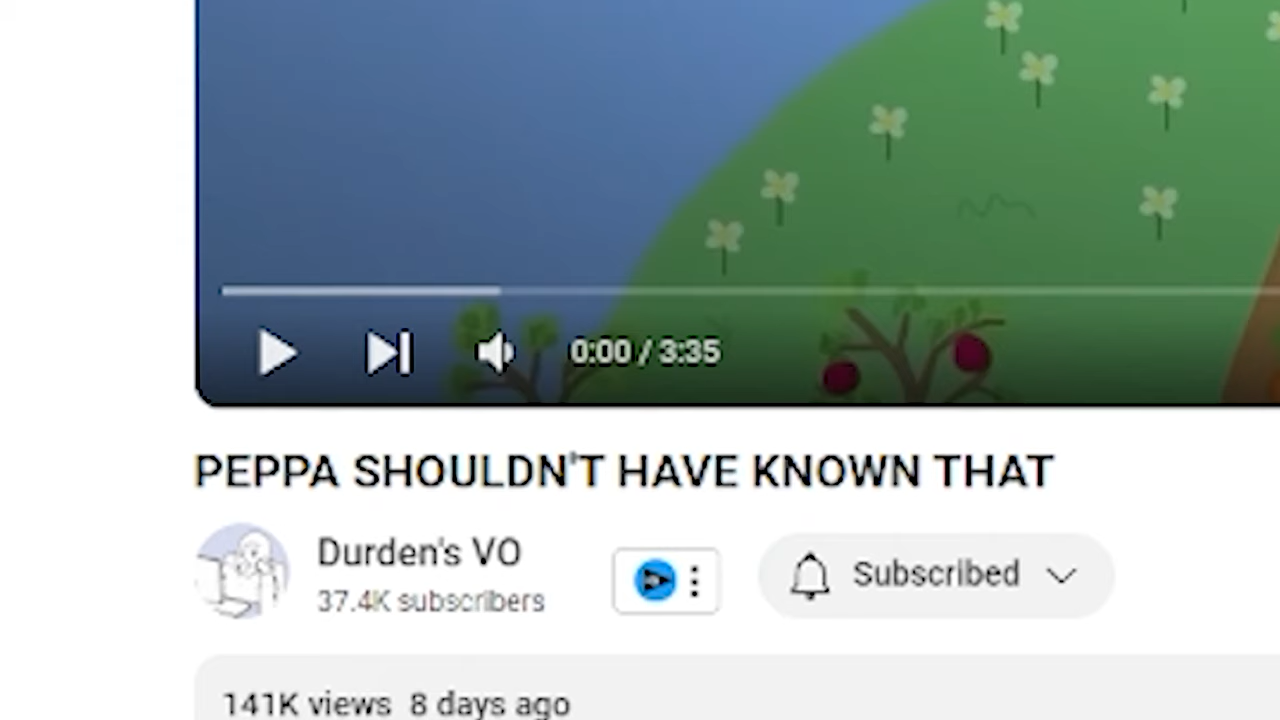 0:00 / 3:35
PEPPA SHOULDN'T HAVE KNOWN THAT
Durden's VO
37.4K subscribers
Subscribed
141K views 8 days ago